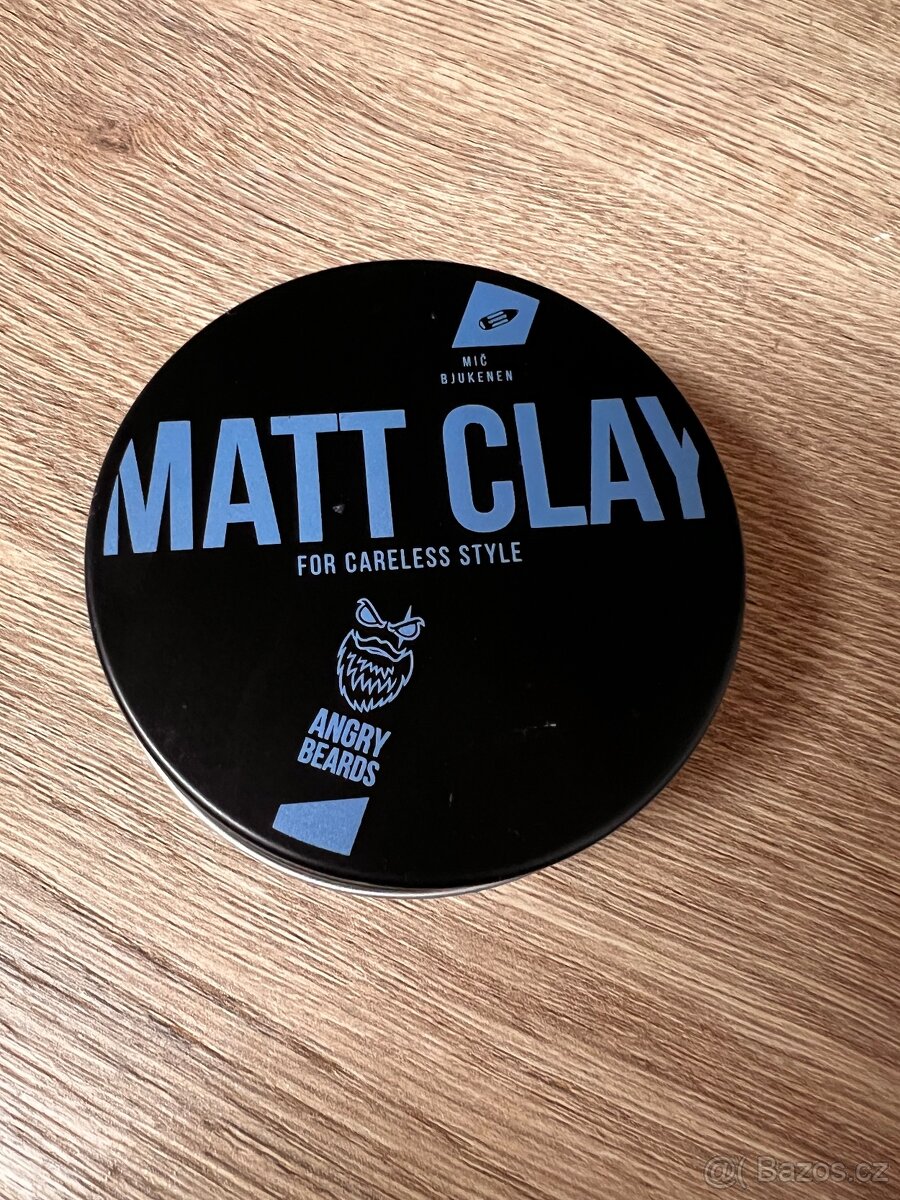 MIČ
BJUKENEN
MATT CLAY
FOR CARELESS STYLE
ANGRY
BEARDS
@( Bazos.cz